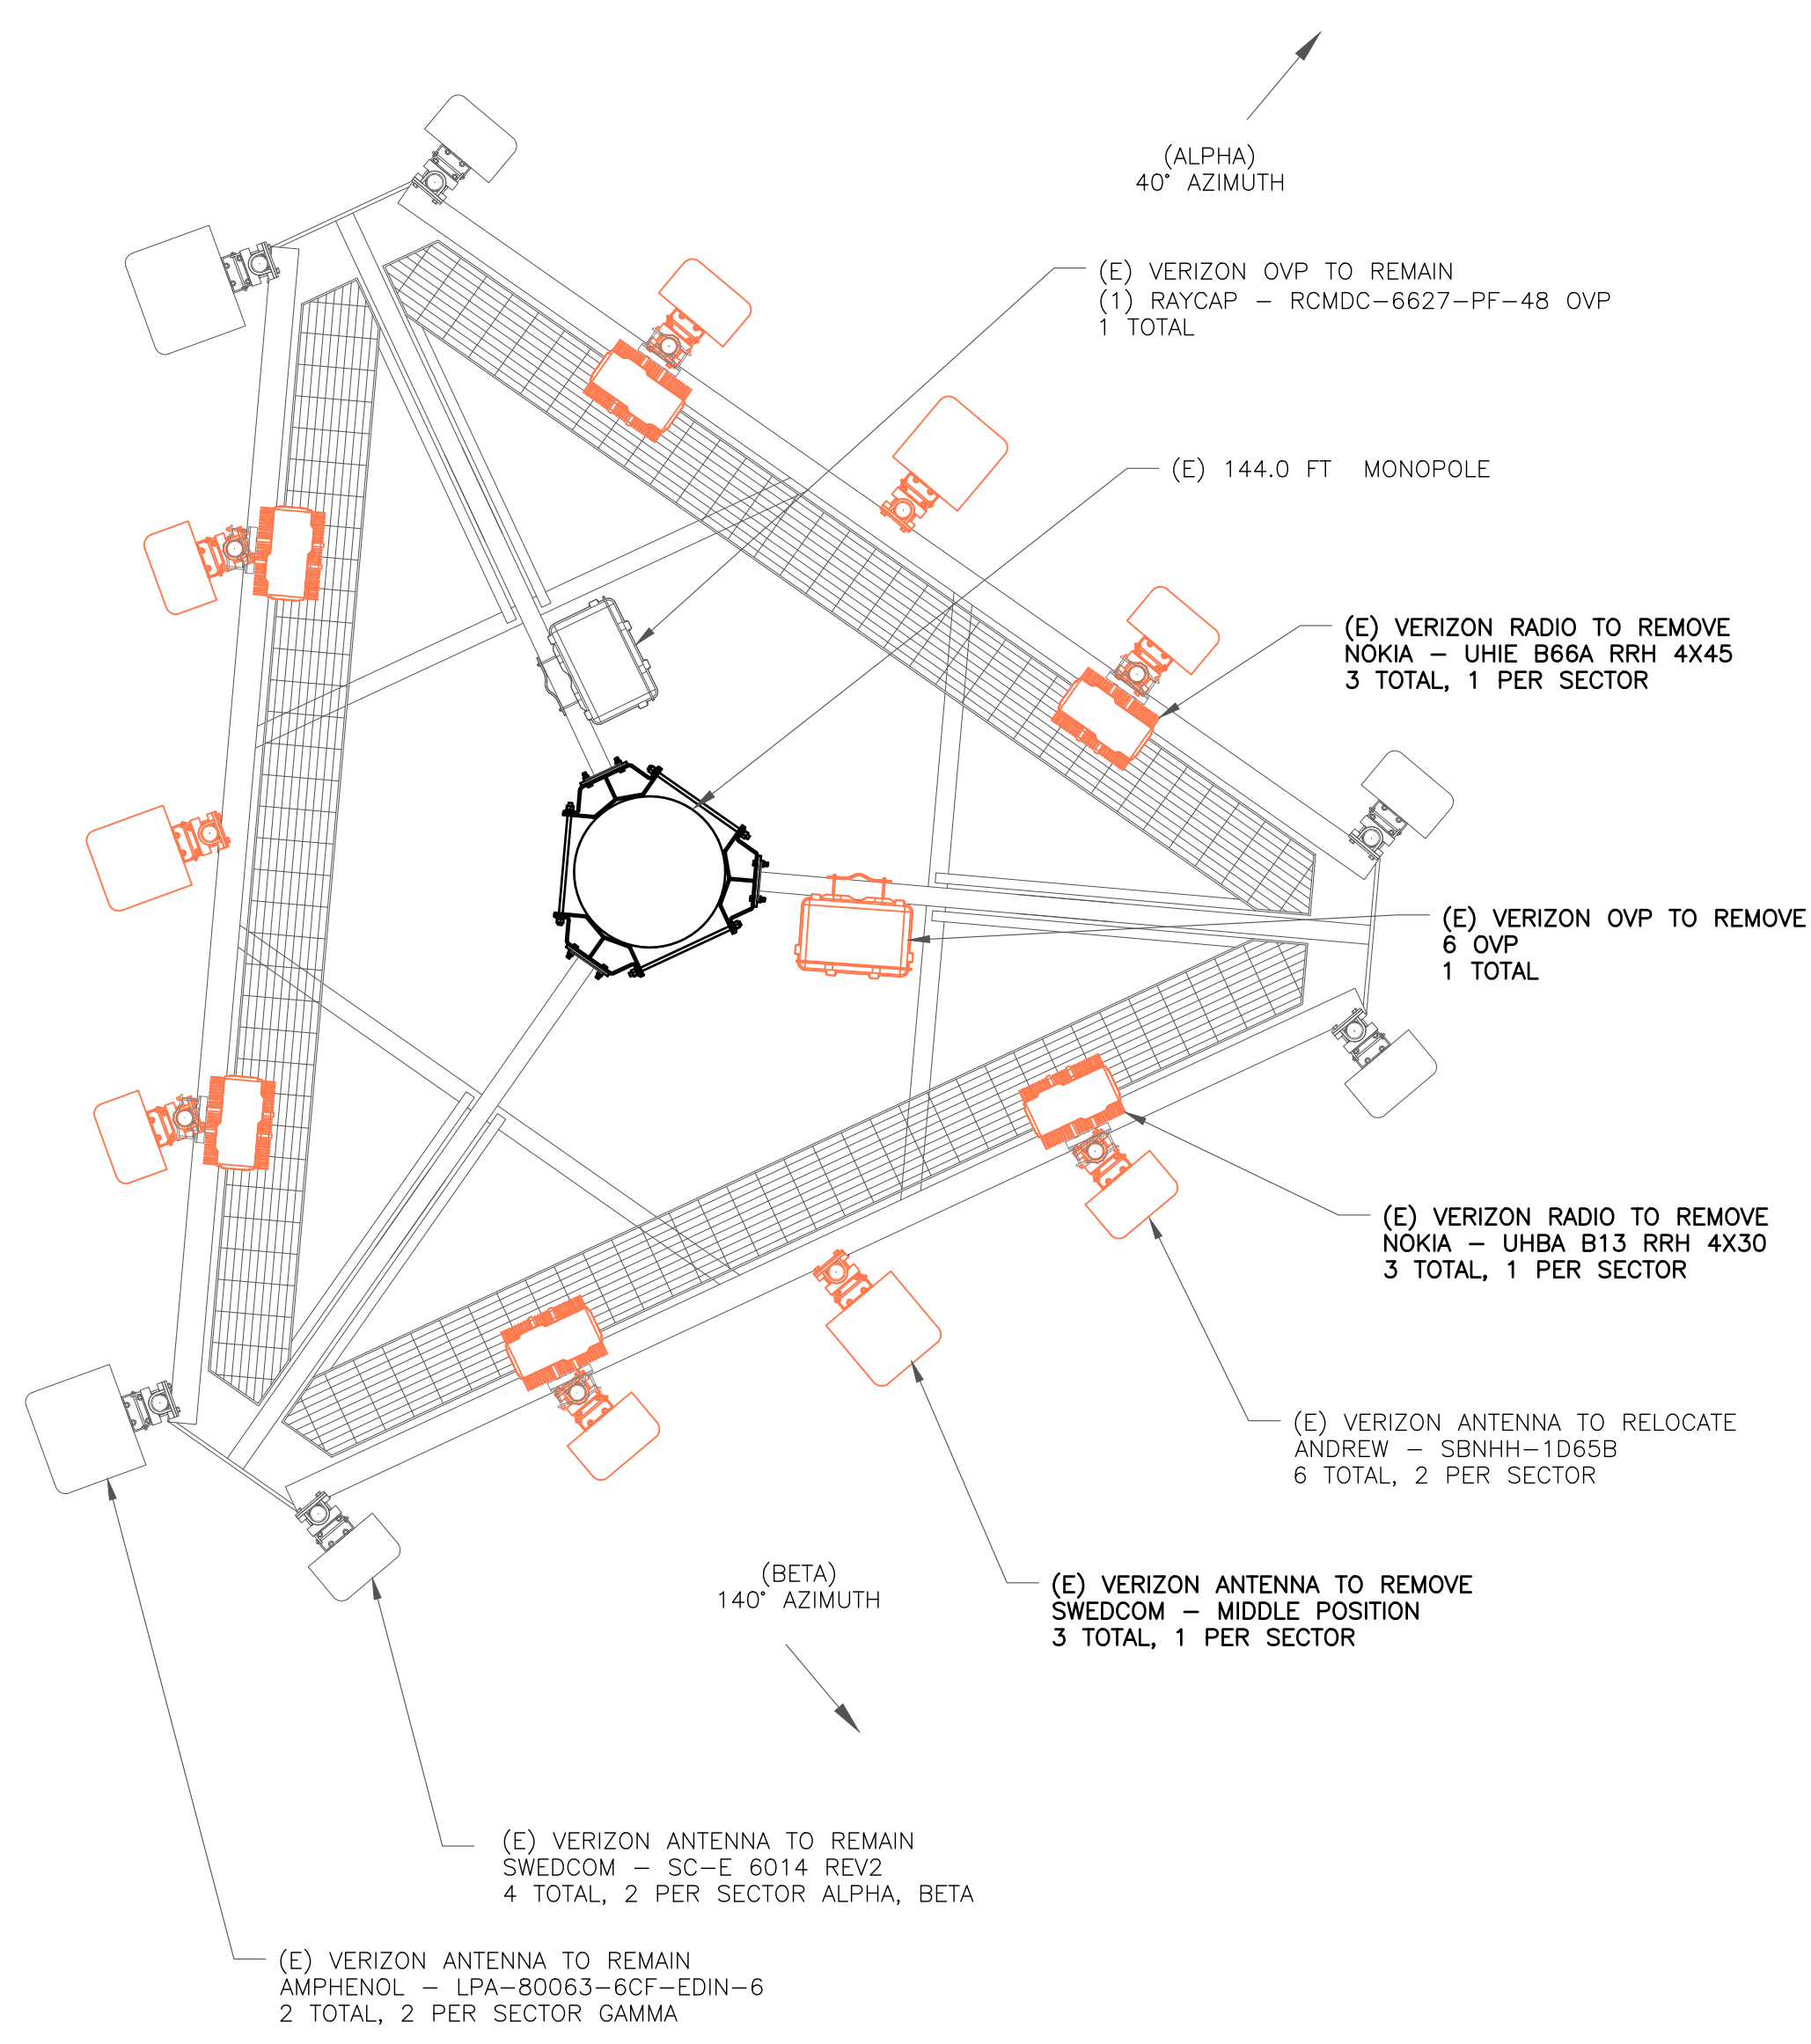 (ALPHA)
40° AZIMUTH
(E) VERIZON OVP TO REMAIN
(1) RAYCAP - RCMDC-6627-PF-48 OVP
1 TOTAL
(E) 144.0 FT MONOPOLE
(E) VERIZON RADIO TO REMOVE
NOKIA - UHIE B66A RRH 4X45
3 TOTAL, 1 PER SECTOR
(E) VERIZON OVP TO REMOVE
6 OVP
1 TOTAL
(E) VERIZON RADIO TO REMOVE
NOKIA - UHBA B13 RRH 4X30
3 TOTAL, 1 PER SECTOR
(E) VERIZON ANTENNA TO RELOCATE
ANDREW - SBNHH-1D65B
6 TOTAL, 2 PER SECTOR
(BETA)
140° AZIMUTH
(E) VERIZON ANTENNA TO REMOVE
SWEDCOM - MIDDLE POSITION
3 TOTAL, 1 PER SECTOR
(E) VERIZON ANTENNA TO REMAIN
SWEDCOM - SC-E 6014 REV2
4 TOTAL, 2 PER SECTOR ALPHA, BETA
(E) VERIZON ANTENNA TO REMAIN
AMPHENOL - LPA-80063-6CF-EDIN-6
2 TOTAL, 2 PER SECTOR GAMMA